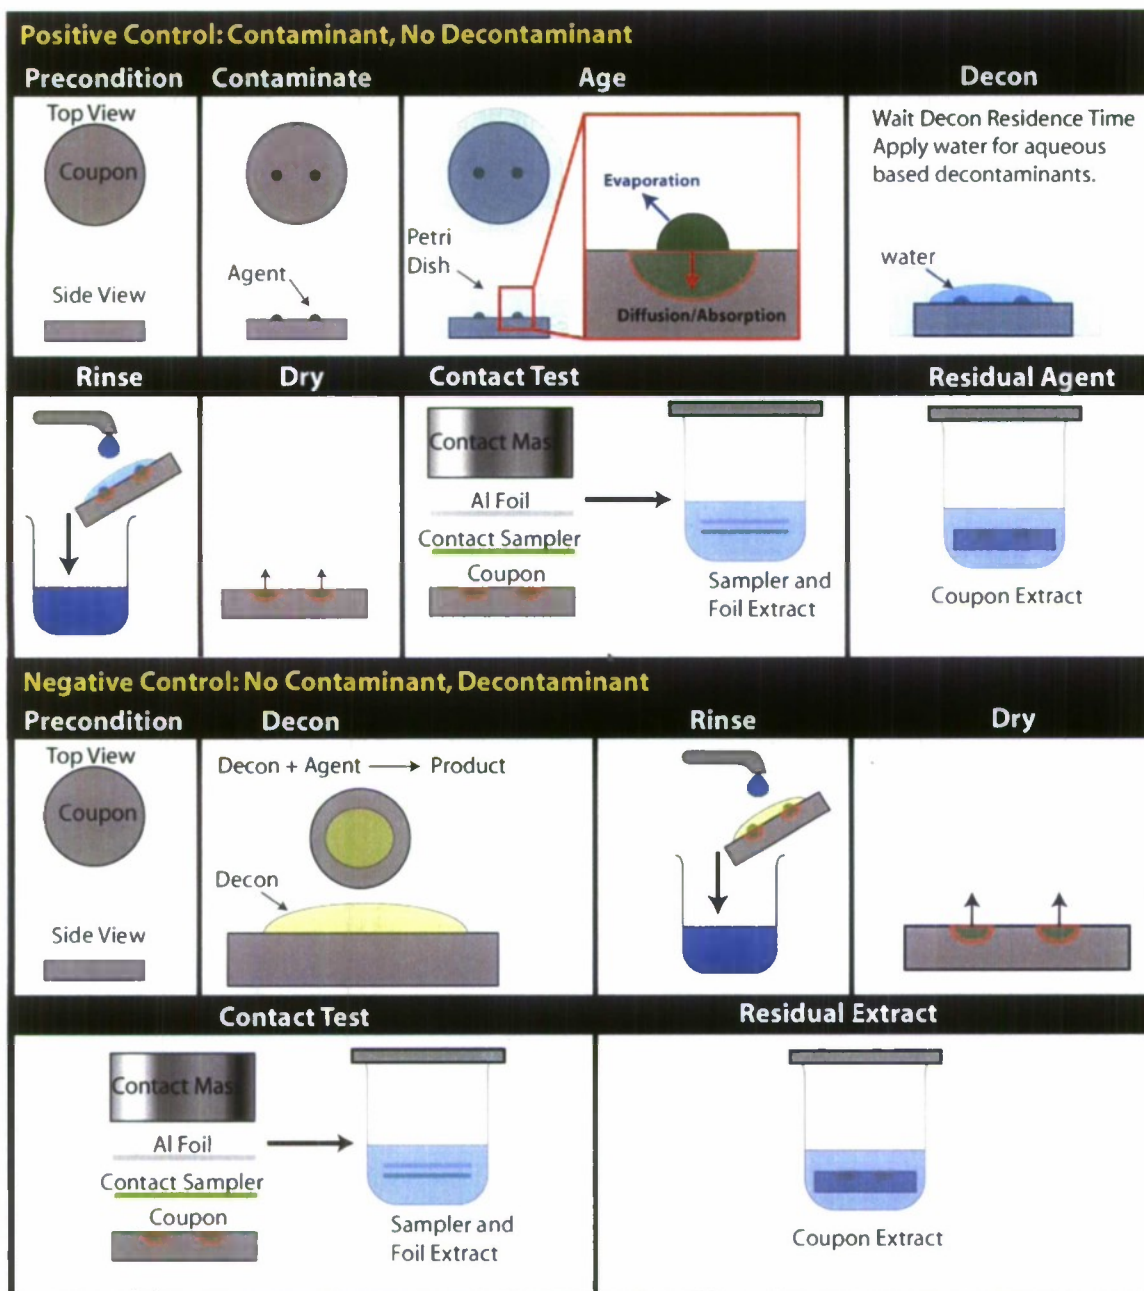 Positive Control: Contaminant, No Decontaminant
Precondition
Contaminate
Age
Decon
Top View
Coupon
Side View
Agent
Petri
Dish
Evaporation
Diffusion/Absorption
Wait Decon Residence Time
Apply water for aqueous
based decontaminants.
water
Rinse
Dry
Contact Test
Residual Agent
Contact Mas
Al Foil
Contact Sampler
Coupon
Sampler and
Foil Extract
Coupon Extract
Negative Control: No Contaminant, Decontaminant
Precondition
Decon
Rinse
Dry
Top View
Coupon
Side View
Decon + Agent → Product
Decon
Contact Test
Residual Extract
Contact Mas
Al Foil
Contact Sampler
Coupon
Sampler and
Foil Extract
Coupon Extract